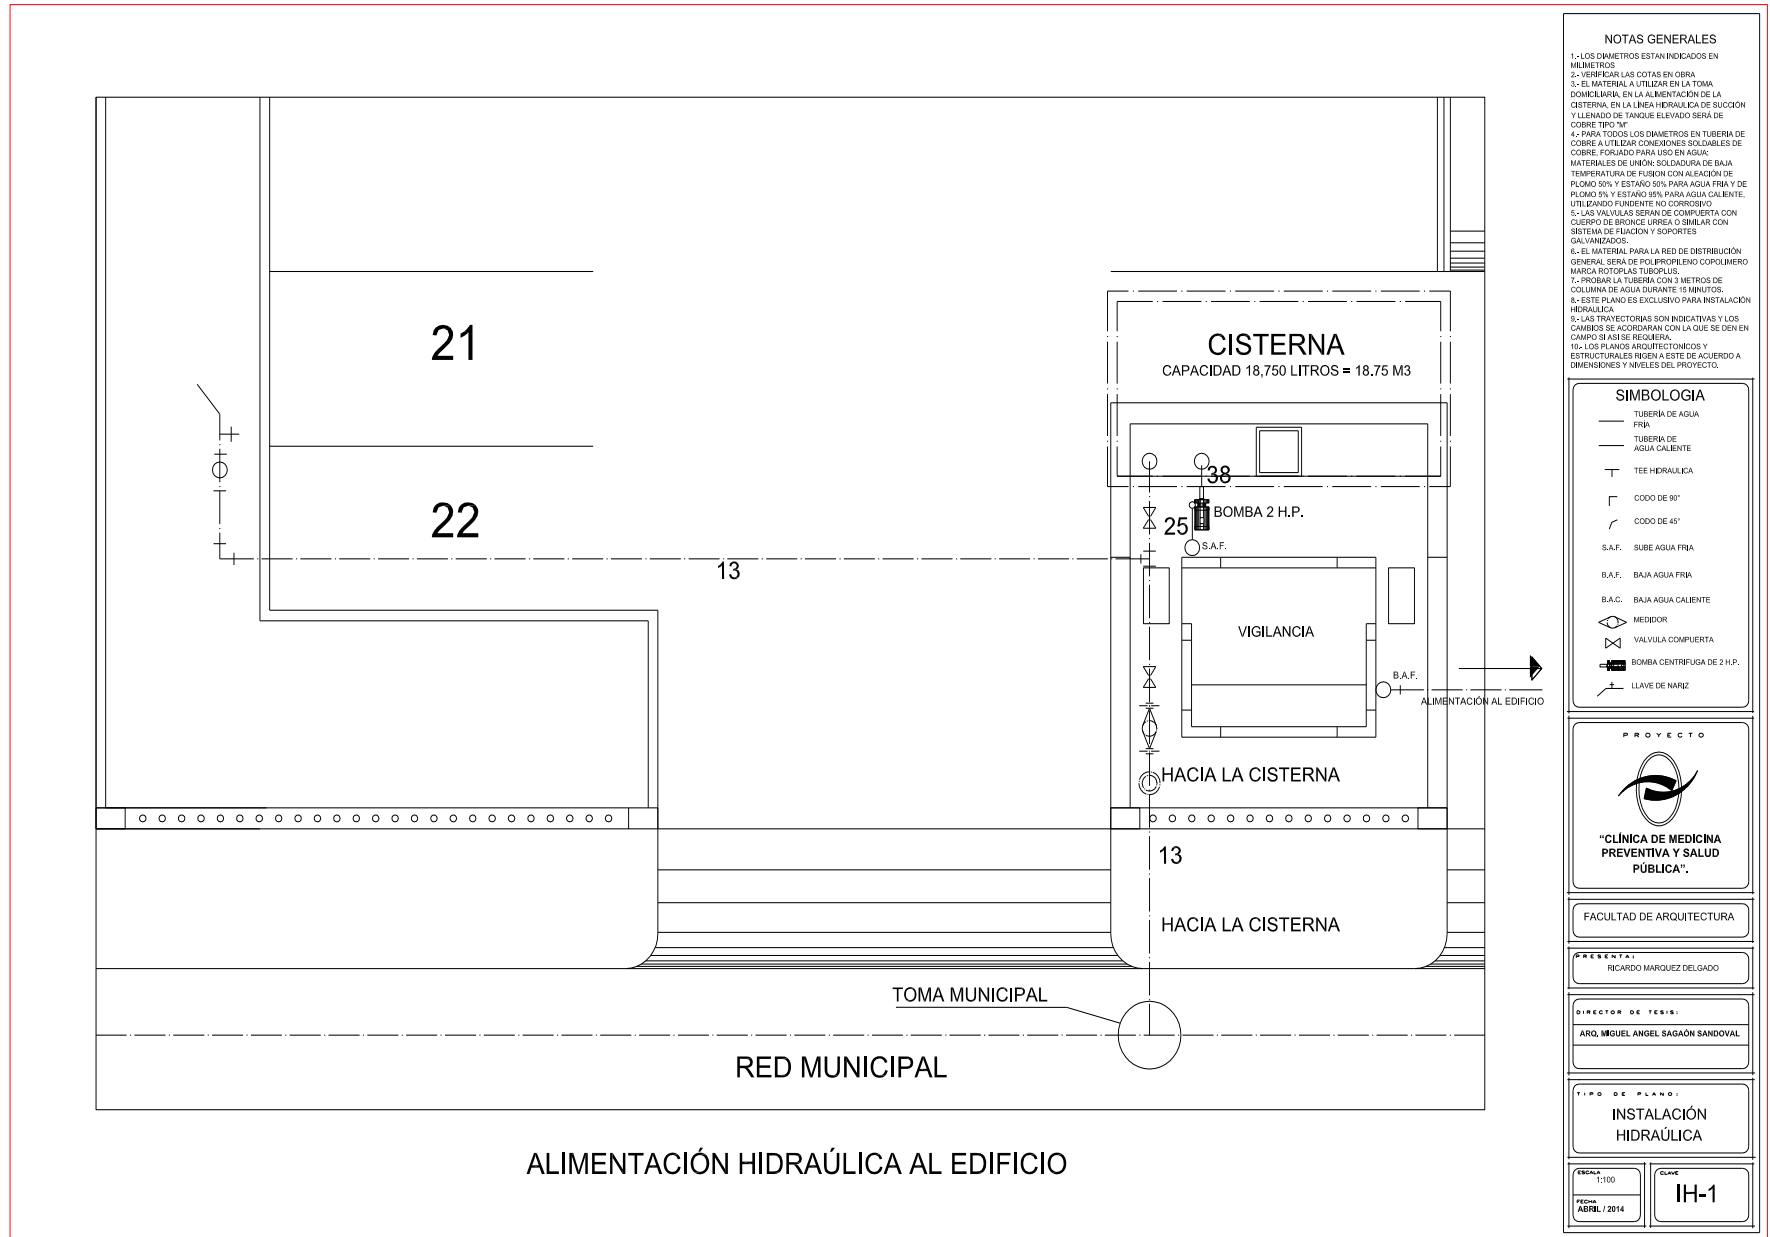 21
22
13
CISTERNA
CAPACIDAD 18,750 LITROS = 18.75 M3
38
BOMBA 2 H.P.
25
S.A.F.
VIGILANCIA
B.A.F.
ALIMENTACIÓN AL EDIFICIO
HACIA LA CISTERNA
13
HACIA LA CISTERNA
TOMA MUNICIPAL
RED MUNICIPAL
ALIMENTACIÓN HIDRAÚLICA AL EDIFICIO
NOTAS GENERALES
1.- LOS DIAMETROS ESTAN INDICADOS EN
MILIMETROS
2.- VERIFICAR LAS COTAS EN OBRA
3.- EL MATERIAL A UTILIZAR EN LA TOMA
DOMICILIARIA, EN LA ALIMENTACIÓN DE LA
CISTERNA, EN LA LÍNEA HIDRAULICA DE SUCCIÓN
Y LLENADO DE TANQUE ELEVADO SERÁ DE
COBRE TIPO "M"
4.- PARA TODOS LOS DIAMETROS EN TUBERIA DE
COBRE A UTILIZAR CONEXIONES SOLDABLES DE
COBRE, FORJADO PARA USO EN AGUA;
MATERIALES DE UNIÓN: SOLDADURA DE BAJA
TEMPERATURA DE FUSION CON ALEACIÓN DE
PLOMO 50% Y ESTAÑO 50% PARA AGUA FRIA Y DE
PLOMO 5% Y ESTAÑO 95% PARA AGUA CALIENTE,
UTILIZANDO FUNDENTE NO CORROSIVO
5.- LAS VALVULAS SERAN DE COMPUERTA CON
CUERPO DE BRONCE URREA O SIMILAR CON
SISTEMA DE FIJACION Y SOPORTES
GALVANIZADOS.
6.- EL MATERIAL PARA LA RED DE DISTRIBUCIÓN
GENERAL SERÁ DE POLIPROPILENO COPOLIMERO
MARCA ROTOPLAS TUBOPLUS.
7.- PROBAR LA TUBERÍA CON 3 METROS DE
COLUMNA DE AGUA DURANTE 15 MINUTOS.
8.- ESTE PLANO ES EXCLUSIVO PARA INSTALACIÓN
HIDRAULICA
9.- LAS TRAYECTORIAS SON INDICATIVAS Y LOS
CAMBIOS SE ACORDARAN CON LA QUE SE DEN EN
CAMPO SI ASI SE REQUIERA.
10.- LOS PLANOS ARQUITECTONICOS Y
ESTRUCTURALES RIGEN A ESTE DE ACUERDO A
DIMENSIONES Y NIVELES DEL PROYECTO.
SIMBOLOGIA
TUBERÍA DE AGUA
FRÍA
TUBERIA DE
AGUA CALIENTE
TEE HIDRAULICA
CODO DE 90°
CODO DE 45°
S.A.F. SUBE AGUA FRIA
B.A.F. BAJA AGUA FRIA
B.A.C. BAJA AGUA CALIENTE
MEDIDOR
VALVULA COMPUERTA
BOMBA CENTRIFUGA DE 2 H.P.
LLAVE DE NARIZ
PROYECTO
"CLÍNICA DE MEDICINA
PREVENTIVA Y SALUD
PÚBLICA".
FACULTAD DE ARQUITECTURA
PRESENTA:
RICARDO MARQUEZ DELGADO
DIRECTOR DE TESIS:
ARQ. MIGUEL ANGEL SAGAÓN SANDOVAL
TIPO DE PLANO:
INSTALACIÓN
HIDRAÚLICA
ESCALA
1:100
FECHA
ABRIL / 2014
CLAVE
IH-1